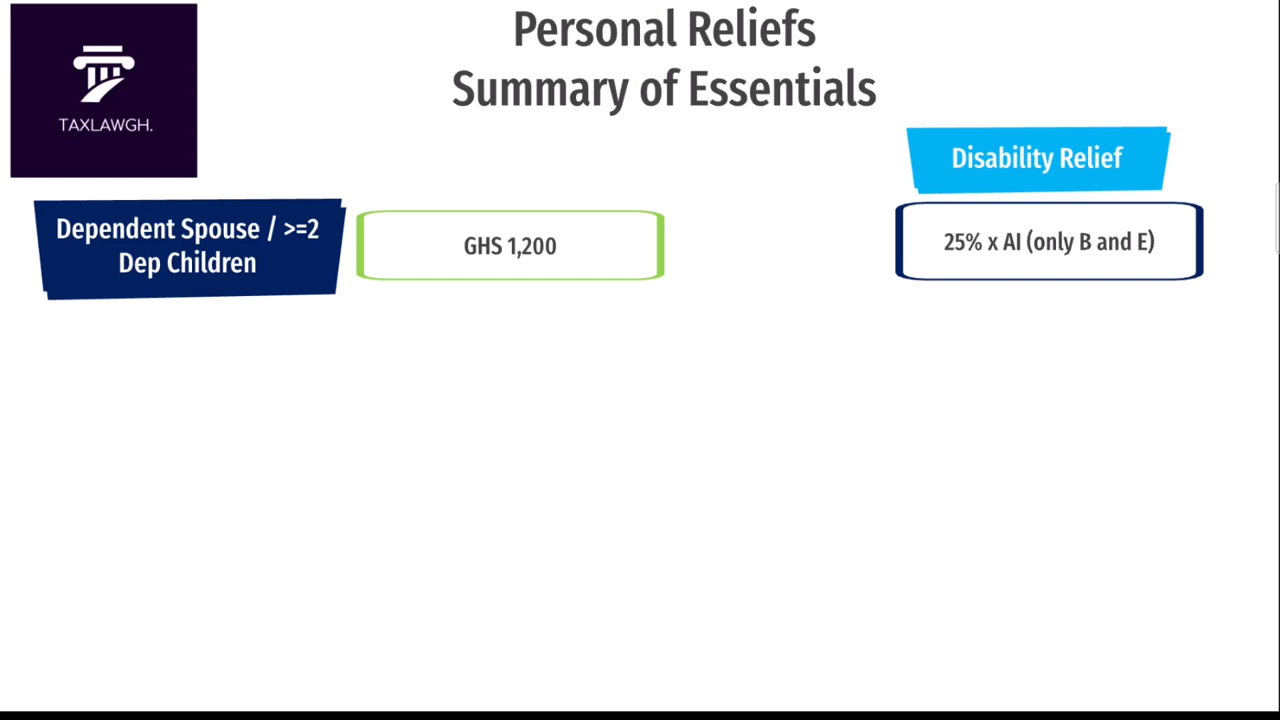 Personal Reliefs
Summary of Essentials
TAXLAWGH.
Disability Relief
Dependent Spouse / >=2
Dep Children
GHS 1,200
25% x AI (only B and E)